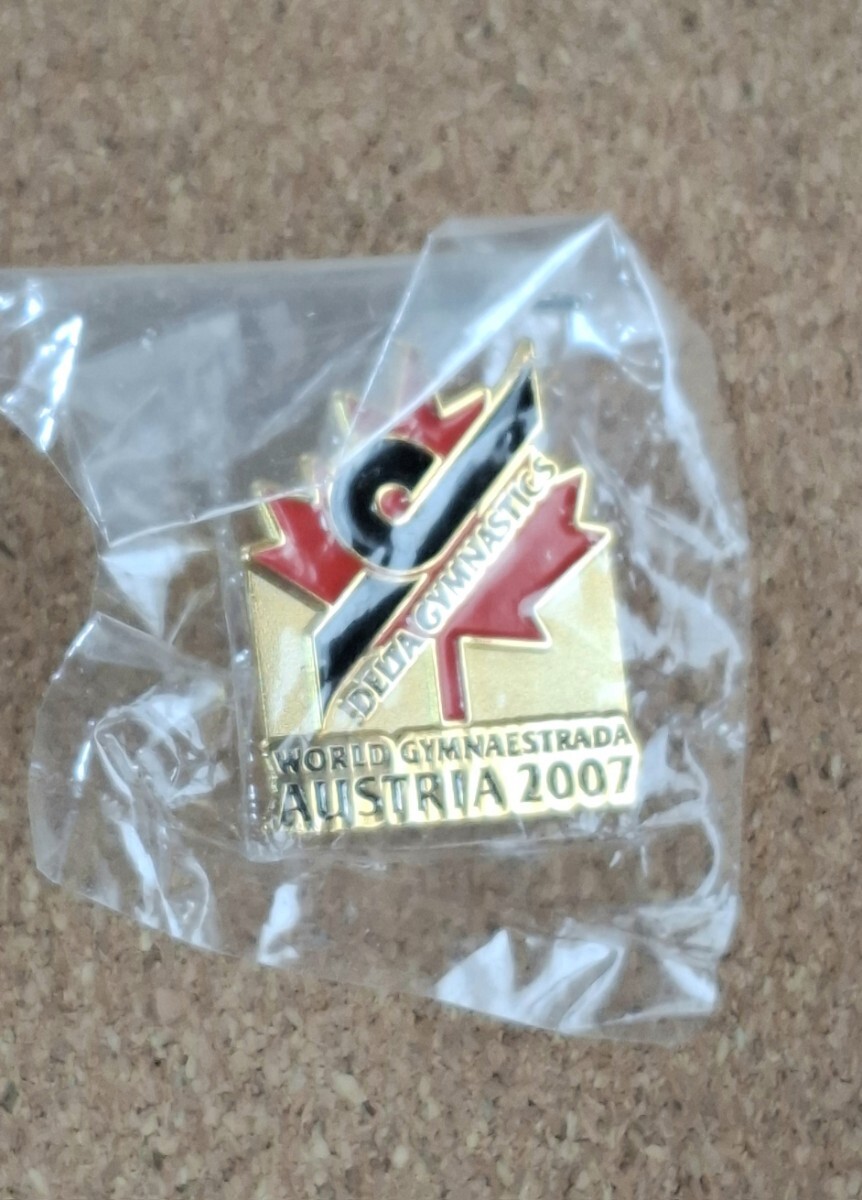 DELTA GYMNASTICS
WORLD GYMNAESTRADA
AUSTRIA 2007